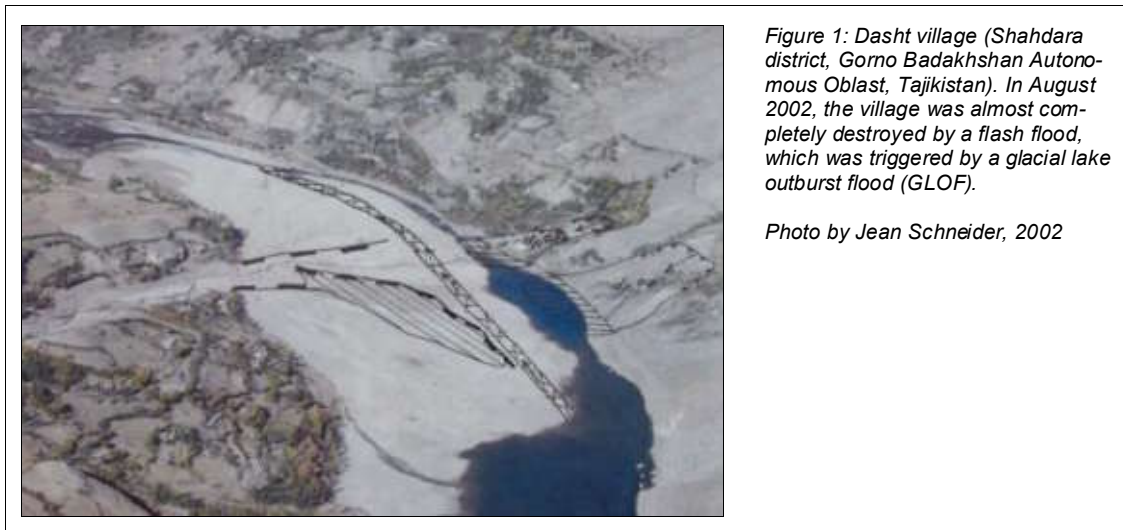 Figure 1: Dasht village (Shahdara
district, Gorno Badakhshan Autono-
mous Oblast, Tajikistan). In August
2002, the village was almost com-
pletely destroyed by a flash flood,
which was triggered by a glacial lake
outburst flood (GLOF).
Photo by Jean Schneider, 2002